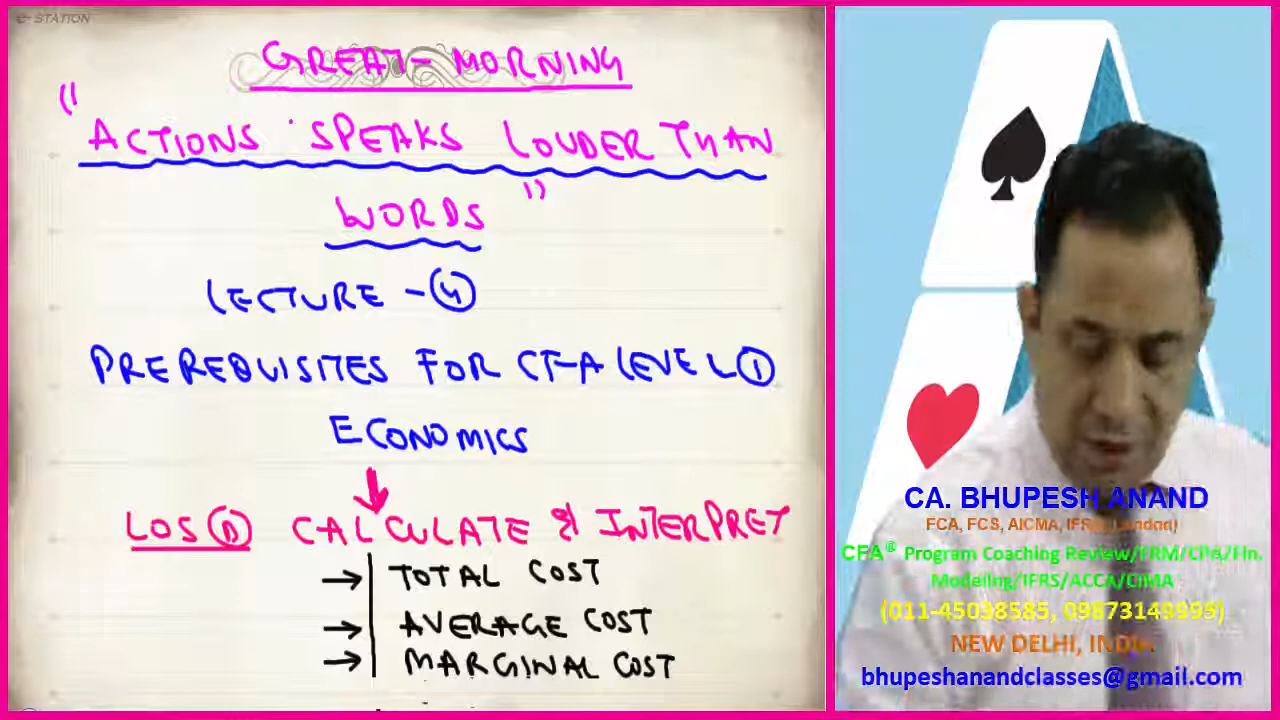 e-STATION
GREAT- MORNING
"ACTIONS SPEAKS LOUDER THAN
WORDS"
LECTURE - 4
PREREQUISITES FOR CFA LEVEL 1
ECONOMICS
LOS CALCULATE & INTERPRET
→ TOTAL COST
→ AVERAGE COST
→ MARGINAL COST
CA. BHUPESH ANAND
FCA, FCS, AICMA, IFRS (London)
CFA® Program Coaching Review/FRM/CPA/Fin.
Modeling/IFRS/ACCA/CIMA
(011-45038585, 09873149999)
NEW DELHI, INDIA
bhupeshanandclasses@gmail.com